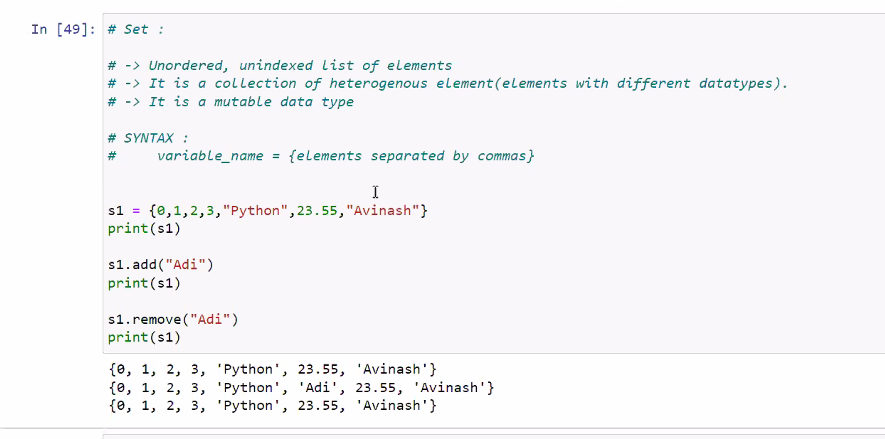 In [49]: # Set :
# -> Unordered, unindexed list of elements
# -> It is a collection of heterogenous element(elements with different datatypes).
# -> It is a mutable data type
# SYNTAX :
#     variable_name = {elements separated by commas}
s1 = {0,1,2,3,"Python",23.55,"Avinash"}
print(s1)
s1.add("Adi")
print(s1)
s1.remove("Adi")
print(s1)
{0, 1, 2, 3, 'Python', 23.55, 'Avinash'}
{0, 1, 2, 3, 'Python', 'Adi', 23.55, 'Avinash'}
{0, 1, 2, 3, 'Python', 23.55, 'Avinash'}